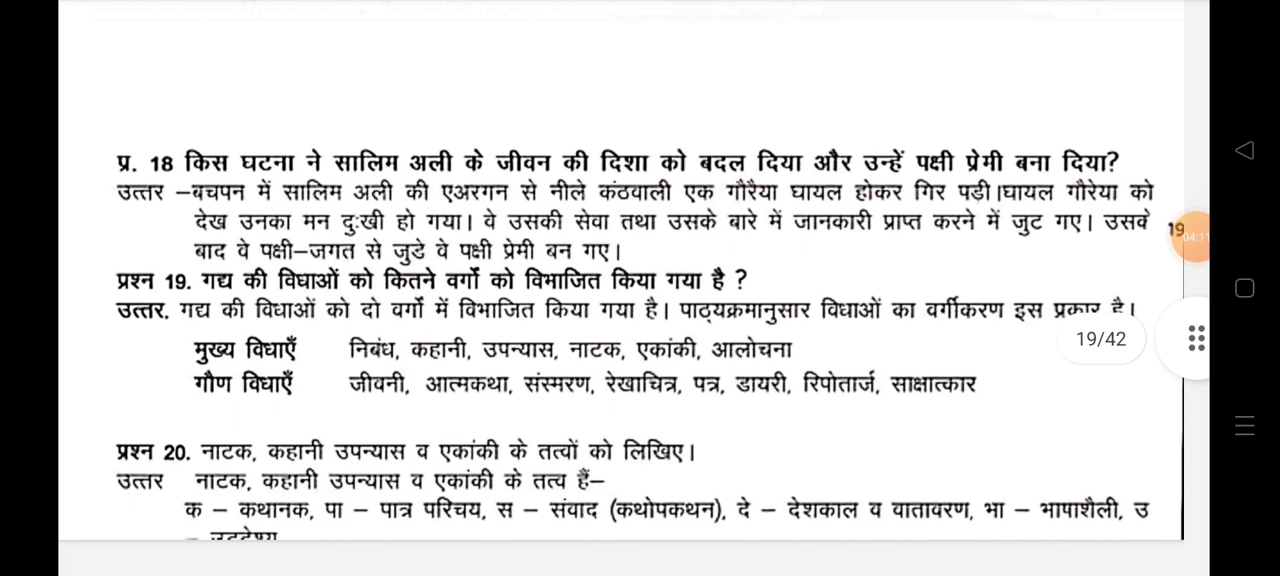 प्र. 18 किस घटना ने सालिम अली के जीवन की दिशा को बदल दिया और उन्हें पक्षी प्रेमी बना दिया?
उत्तर –बचपन में सालिम अली की एअरगन से नीले कंठवाली एक गौरैया घायल होकर गिर पड़ी।घायल गौरेया को
देख उनका मन दुःखी हो गया। वे उसकी सेवा तथा उसके बारे में जानकारी प्राप्त करने में जुट गए। उसके
19
04:11
बाद वे पक्षी–जगत से जुडे वे पक्षी प्रेमी बन गए।
प्रश्न 19. गद्य की विधाओं को कितने वर्गों को विभाजित किया गया है ?
उत्तर. गद्य की विधाओं को दो वर्गों में विभाजित किया गया है। पाठ्यक्रमानुसार विधाओं का वर्गीकरण इस प्रकार है।
19/42
मुख्य विधाएँ निबंध, कहानी, उपन्यास, नाटक, एकांकी, आलोचना
गौण विधाएँ जीवनी, आत्मकथा, संस्मरण, रेखाचित्र, पत्र, डायरी, रिपोतार्ज, साक्षात्कार
प्रश्न 20. नाटक, कहानी उपन्यास व एकांकी के तत्वों को लिखिए।
उत्तर नाटक, कहानी उपन्यास व एकांकी के तत्व हैं–
क – कथानक, पा – पात्र परिचय, स – संवाद (कथोपकथन), दे – देशकाल व वातावरण, भा – भाषाशैली, उ
– उद्देश्य